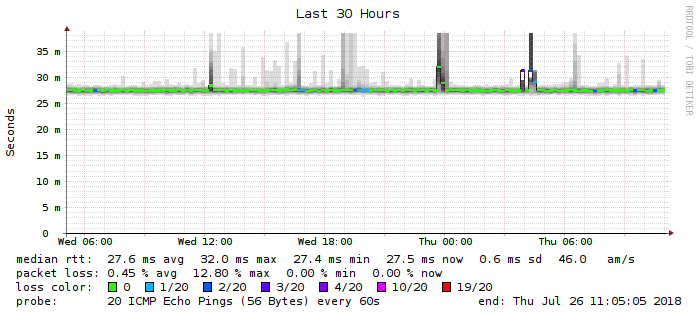 Last 30 Hours
RRDTOOL / TOBI OETIKER
Seconds
35 m
30 m
25 m
20 m
15 m
10 m
5 m
0
Wed 06:00 Wed 12:00 Wed 18:00 Thu 00:00 Thu 06:00
median rtt: 27.6 ms avg 32.0 ms max 27.4 ms min 27.5 ms now 0.6 ms sd 46.0 am/s
packet loss: 0.45 % avg 12.80 % max 0.00 % min 0.00 % now
loss color: 0 1/20 2/20 3/20 4/20 10/20 19/20
probe: 20 ICMP Echo Pings (56 Bytes) every 60s end: Thu Jul 26 11:05:05 2018